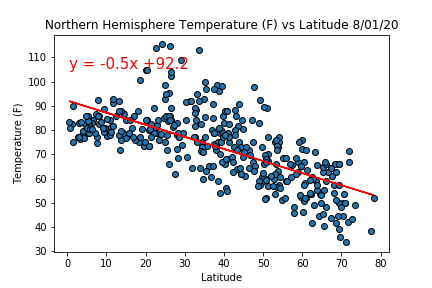 Northern Hemisphere Temperature (F) vs Latitude 8/01/20
y = -0.5x +92.2
Temperature (F)
110
100
90
80
70
60
50
40
30
0 10 20 30 40 50 60 70 80
Latitude